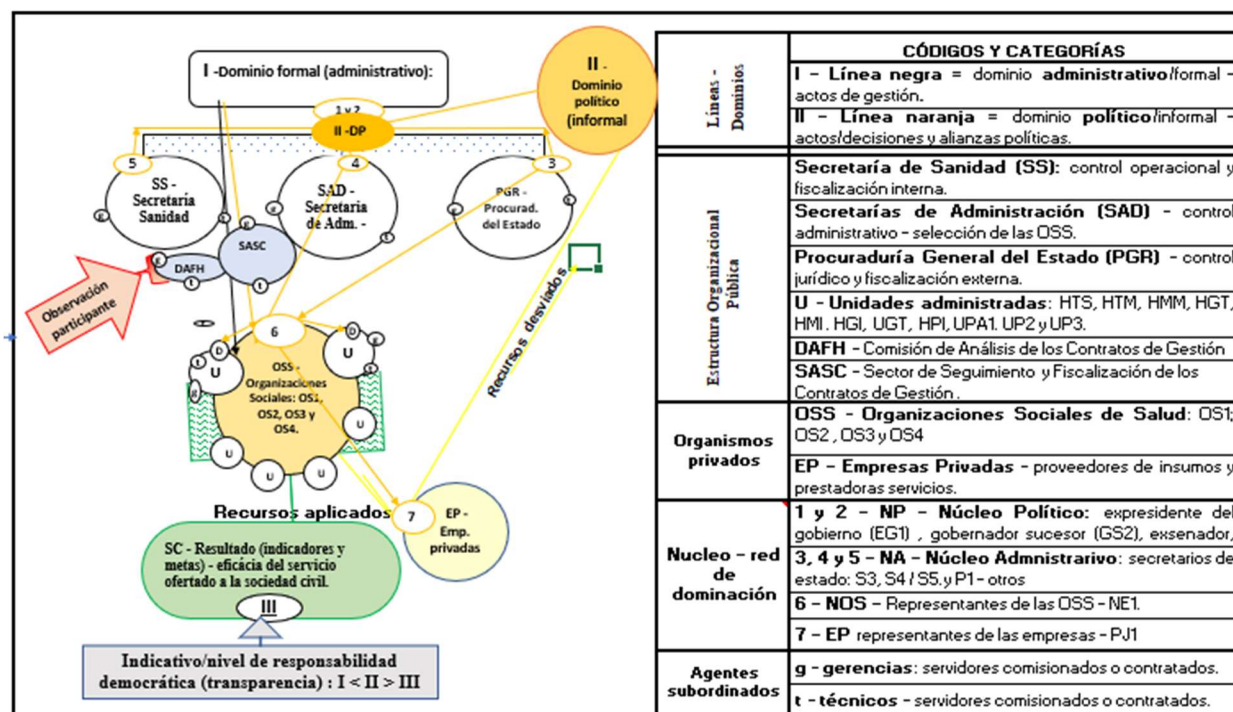 I -Dominio formal (administrativo):
II -
Dominio
político
(informal
1 y 2
II -DP
5
4
3
SS -
Secretaría
Sanidad
SAD -
Secretaria
de Adm. -
PGR -
Procurad.
del Estado
g
g
t
g
t
g
t
SASC
DAFH
t
t
Observación
participante
6
D
D
g
t
U
U
t
g
OSS -
Organizaciones
Sociales: OS1,
OS2, OS3 y
OS4.
U
U
U
U
U
Recursos desviados
Recursos aplicados
7
EP -
Emp.
privadas
SC - Resultado (indicadores y
metas) - eficácia del servicio
ofertado a la sociedad civil.
III
Indicativo/nivel de responsabilidad
democrática (transparencia) : I < II > III
Líneas -
Dominios
CÓDIGOS Y CATEGORÍAS
I - Línea negra = dominio administrativo/formal -
actos de gestión.
II - Línea naranja = dominio político/informal -
actos/decisiones y alianzas políticas.
Estructura Organizacional
Pública
Secretaría de Sanidad (SS): control operacional y
fiscalización interna.
Secretarías de Administración (SAD) - control
administrativo - selección de las OSS.
Procuraduría General del Estado (PGR) - control
jurídico y fiscalización externa.
U - Unidades administradas: HTS, HTM, HMM, HGT,
HMI. HGI, UGT, HPI, UPA1. UP2 y UP3.
DAFH - Comisión de Análisis de los Contratos de Gestión
SASC - Sector de Seguimiento y Fiscalización de los
Contratos de Gestión .
Organismos
privados
OSS - Organizaciones Sociales de Salud: OS1;
OS2 , OS3 y OS4
EP - Empresas Privadas - proveedores de insumos y
prestadoras servicios.
Nucleo - red
de
dominación
1 y 2 - NP - Núcleo Político: expresidente del
gobierno (EG1) , gobernador sucesor (GS2), exsenador,
3, 4 y 5 - NA - Núcleo Admnistrarivo: secretarios de
estado: S3, S4 / S5.y P1 - otros
6 - NOS - Representantes de las OSS - NE1.
7 - EP representantes de las empresas - PJ1
Agentes
subordinados
g - gerencias: servidores comisionados o contratados.
t - técnicos - servidores comisionados o contratados.